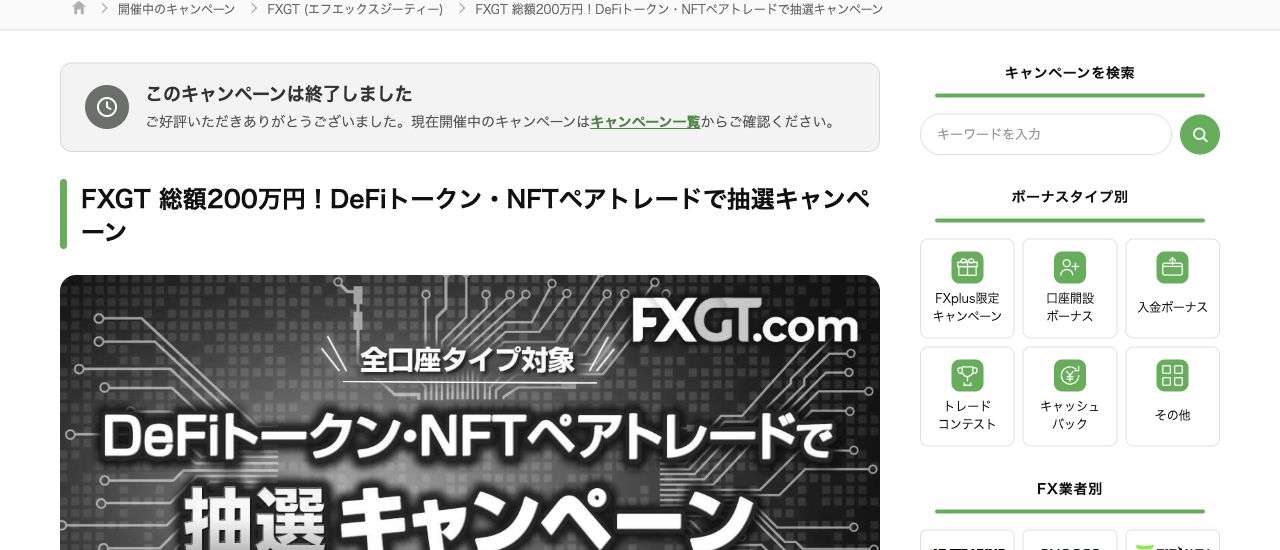 開催中のキャンペーン
FXGT (エフエックスジーティー)
FXGT 総額200万円！DeFiトークン・NFTペアトレードで抽選キャンペーン
このキャンペーンは終了しました
ご好評いただきありがとうございました。現在開催中のキャンペーンはキャンペーン一覧からご確認ください。
FXGT 総額200万円！DeFiトークン・NFTペアトレードで抽選キャンペ
ーン
FXGT.com
全口座タイプ対象
DeFiトークン・NFTペアトレードで
抽選キャンペーン
キャンペーンを検索
キーワードを入力
ボーナスタイプ別
FXplus限定
キャンペーン
口座開設
ボーナス
入金ボーナス
トレード
コンテスト
キャッシュ
バック
その他
FX業者別